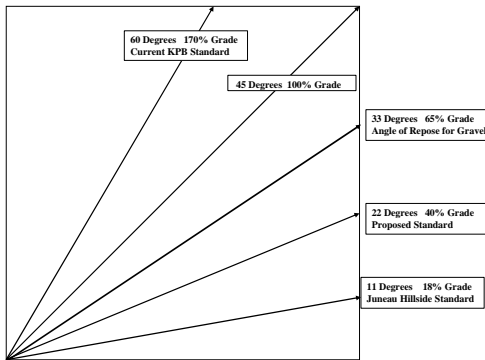 60 Degrees 170% Grade
Current KPB Standard
45 Degrees 100% Grade
33 Degrees 65% Grade
Angle of Repose for Gravel
22 Degrees 40% Grade
Proposed Standard
11 Degrees 18% Grade
Juneau Hillside Standard